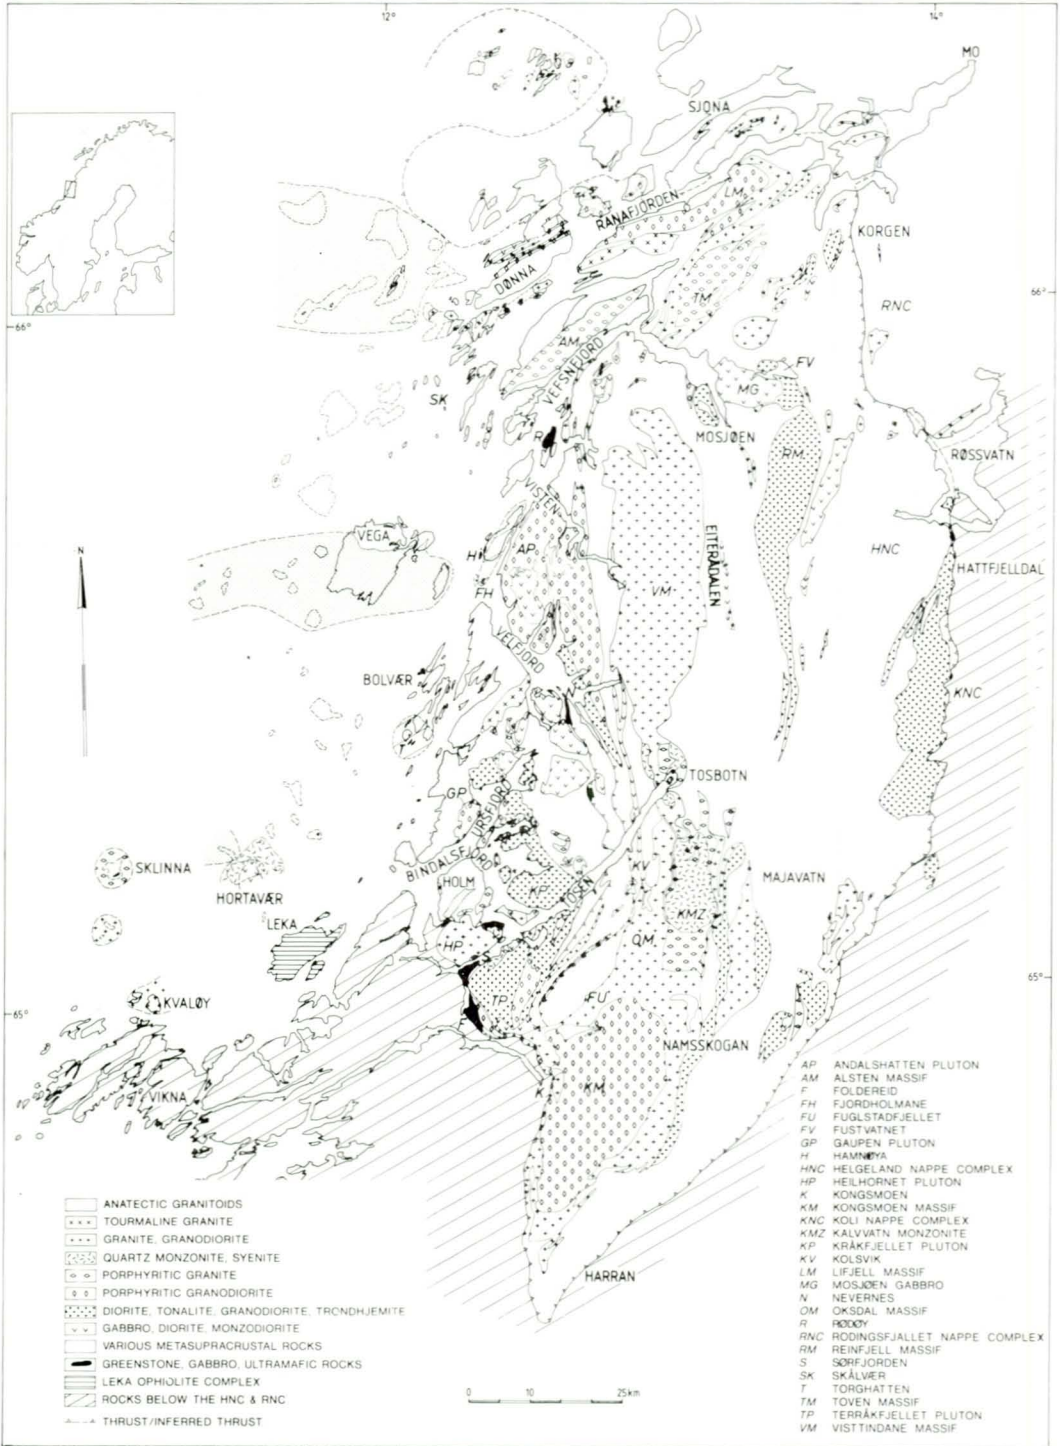 12°
14°
MO
SJONA
LM
RANAFJORDEN
KORGEN
DØNNA
TM
RNC
66°
66°
AM
VEFSNFJORD
FV
MG
SK
MOSJØEN
R
RM
RØSSVATN
VISTEN
VEGA
N
H
AP
EITERÅDALEN
HNC
HATTFJELLDAL
FH
VM
VELFJORD
BOLVÆR
N
KNC
T
TOSBOTN
GP
URSFJORD
BINDALSFJORD
SKLINNA
HOLM
KV
MAJAVATN
HORTAVÆR
KP
TOSEN
KMZ
LEKA
HP
S
OM
65°
KVALØY
TP
FU
65°
NAMSSKOGAN
VIKNA
KM
K
HARRAN
AP ANDALSHATTEN PLUTON
AM ALSTEN MASSIF
F FOLDEREID
FH FJORDHOLMANE
FU FUGLSTADFJELLET
FV FUSTVATNET
GP GAUPEN PLUTON
H HAMNØYA
HNC HELGELAND NAPPE COMPLEX
HP HEILHORNET PLUTON
K KONGSMOEN
KM KONGSMOEN MASSIF
KNC KOLI NAPPE COMPLEX
KMZ KALVVATN MONZONITE
KP KRÅKFJELLET PLUTON
KV KOLSVIK
LM LIFJELL MASSIF
MG MOSJØEN GABBRO
N NEVERNES
OM OKSDAL MASSIF
R RØDØY
RNC RODINGSFJALLET NAPPE COMPLEX
RM REINFJELL MASSIF
S SØRFJORDEN
SK SKÅLVÆR
T TORGHATTEN
TM TOVEN MASSIF
TP TERRÅKFJELLET PLUTON
VM VISTTINDANE MASSIF
ANATECTIC GRANITOIDS
TOURMALINE GRANITE
GRANITE, GRANODIORITE
QUARTZ MONZONITE, SYENITE
PORPHYRITIC GRANITE
PORPHYRITIC GRANODIORITE
DIORITE, TONALITE, GRANODIORITE, TRONDHJEMITE
GABBRO, DIORITE, MONZODIORITE
VARIOUS METASUPRACRUSTAL ROCKS
GREENSTONE, GABBRO, ULTRAMAFIC ROCKS
LEKA OPHIOLITE COMPLEX
ROCKS BELOW THE HNC & RNC
THRUST/INFERRED THRUST
0 10 25km